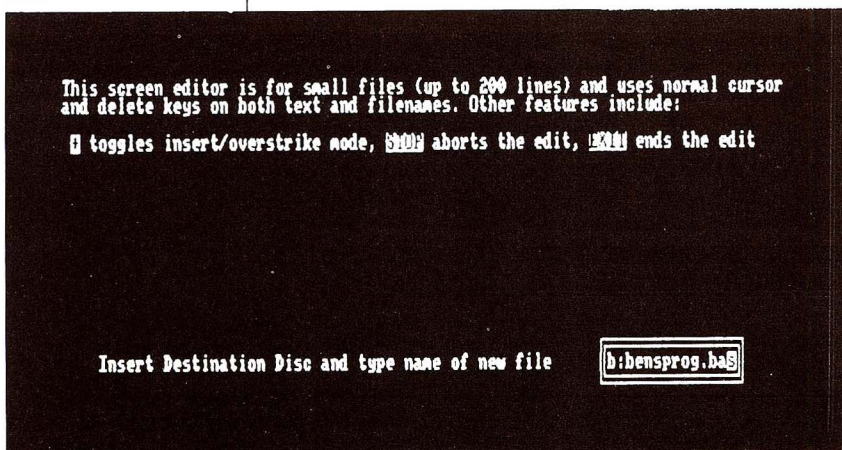 This screen editor is for small files (up to 200 lines) and uses normal cursor
and delete keys on both text and filenames. Other features include:
toggles insert/overstrike mode, STOP aborts the edit, EXIT ends the edit
Insert Destination Disc and type name of new file b:bensprog.bas